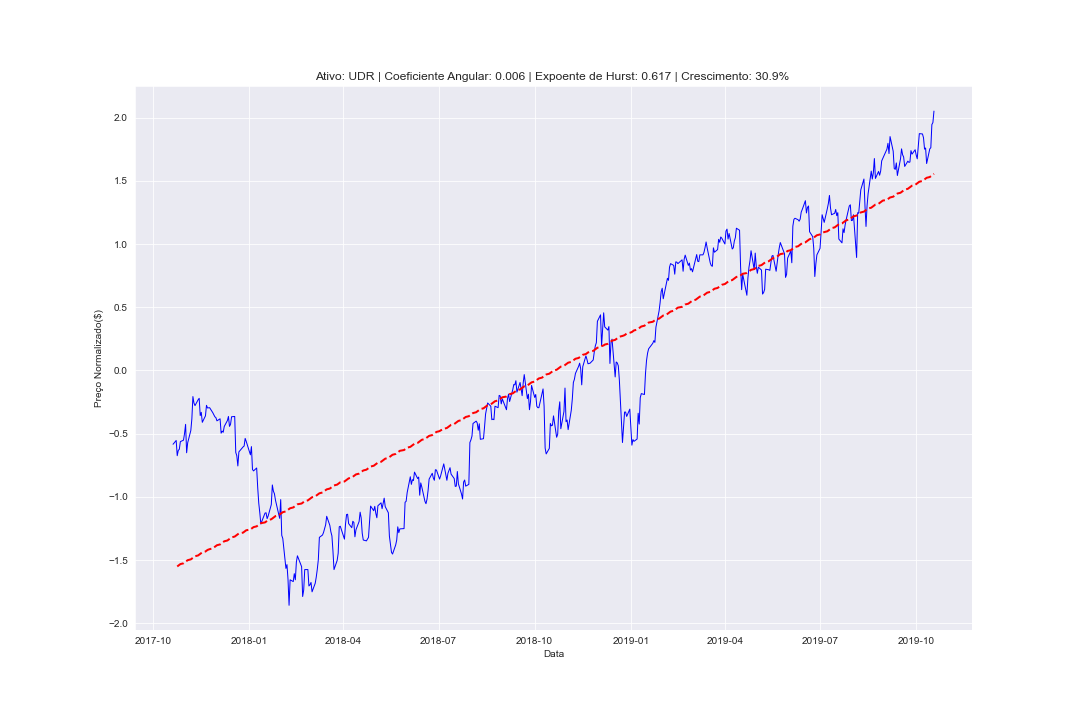 Ativo: UDR | Coeficiente Angular: 0.006 | Expoente de Hurst: 0.617 | Crescimento: 30.9%
2.0
1.5
1.0
0.5
0.0
−0.5
−1.0
−1.5
−2.0
Preço Normalizado($)
2017-10 2018-01 2018-04 2018-07 2018-10 2019-01 2019-04 2019-07 2019-10
Data